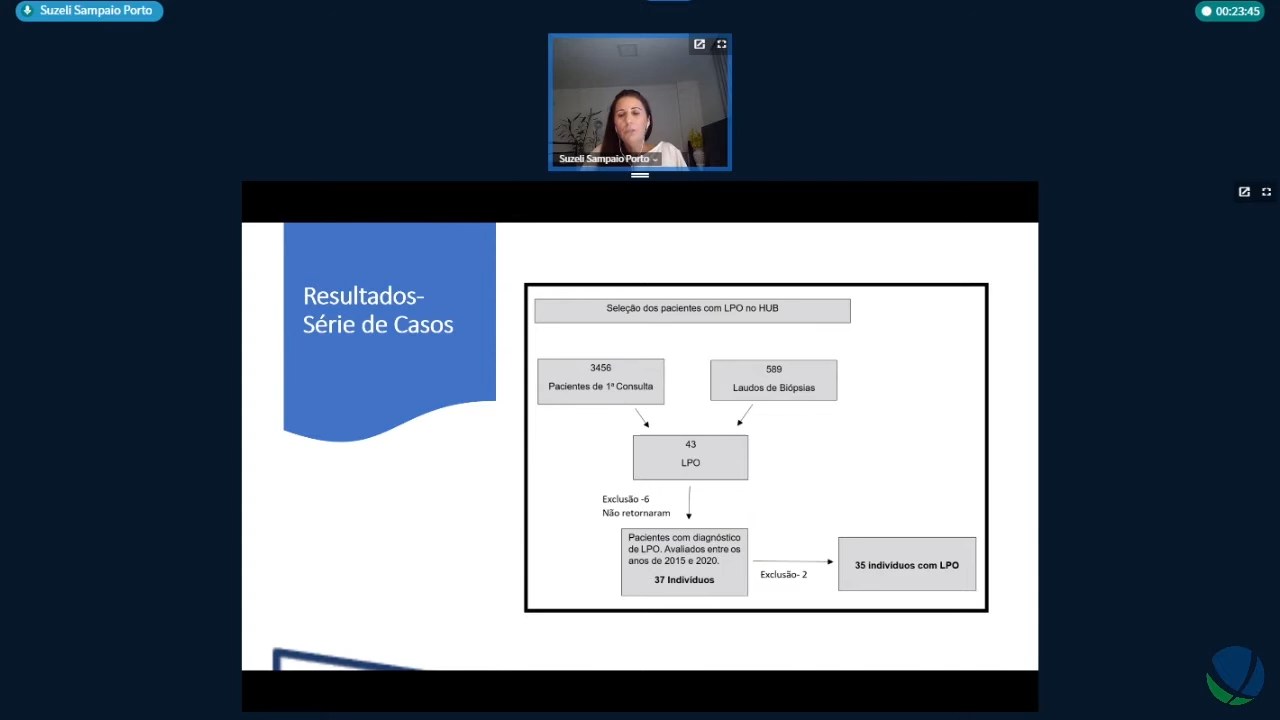 Suzeli Sampaio Porto
00:23:45
Suzeli Sampaio Porto
Resultados-
Série de Casos
Seleção dos pacientes com LPO no HUB
3456
Pacientes de 1ª Consulta
589
Laudos de Biópsias
43
LPO
Exclusão -6
Não retornaram
Pacientes com diagnóstico
de LPO. Avaliados entre os
anos de 2015 e 2020.
37 Indivíduos
Exclusão- 2
35 indivíduos com LPO